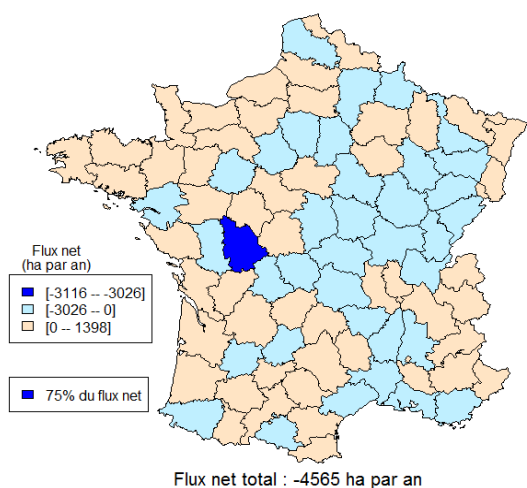 Flux net
(ha par an)
[-3116 -- -3026]
[-3026 -- 0]
[0 -- 1398]
75% du flux net
Flux net total : -4565 ha par an